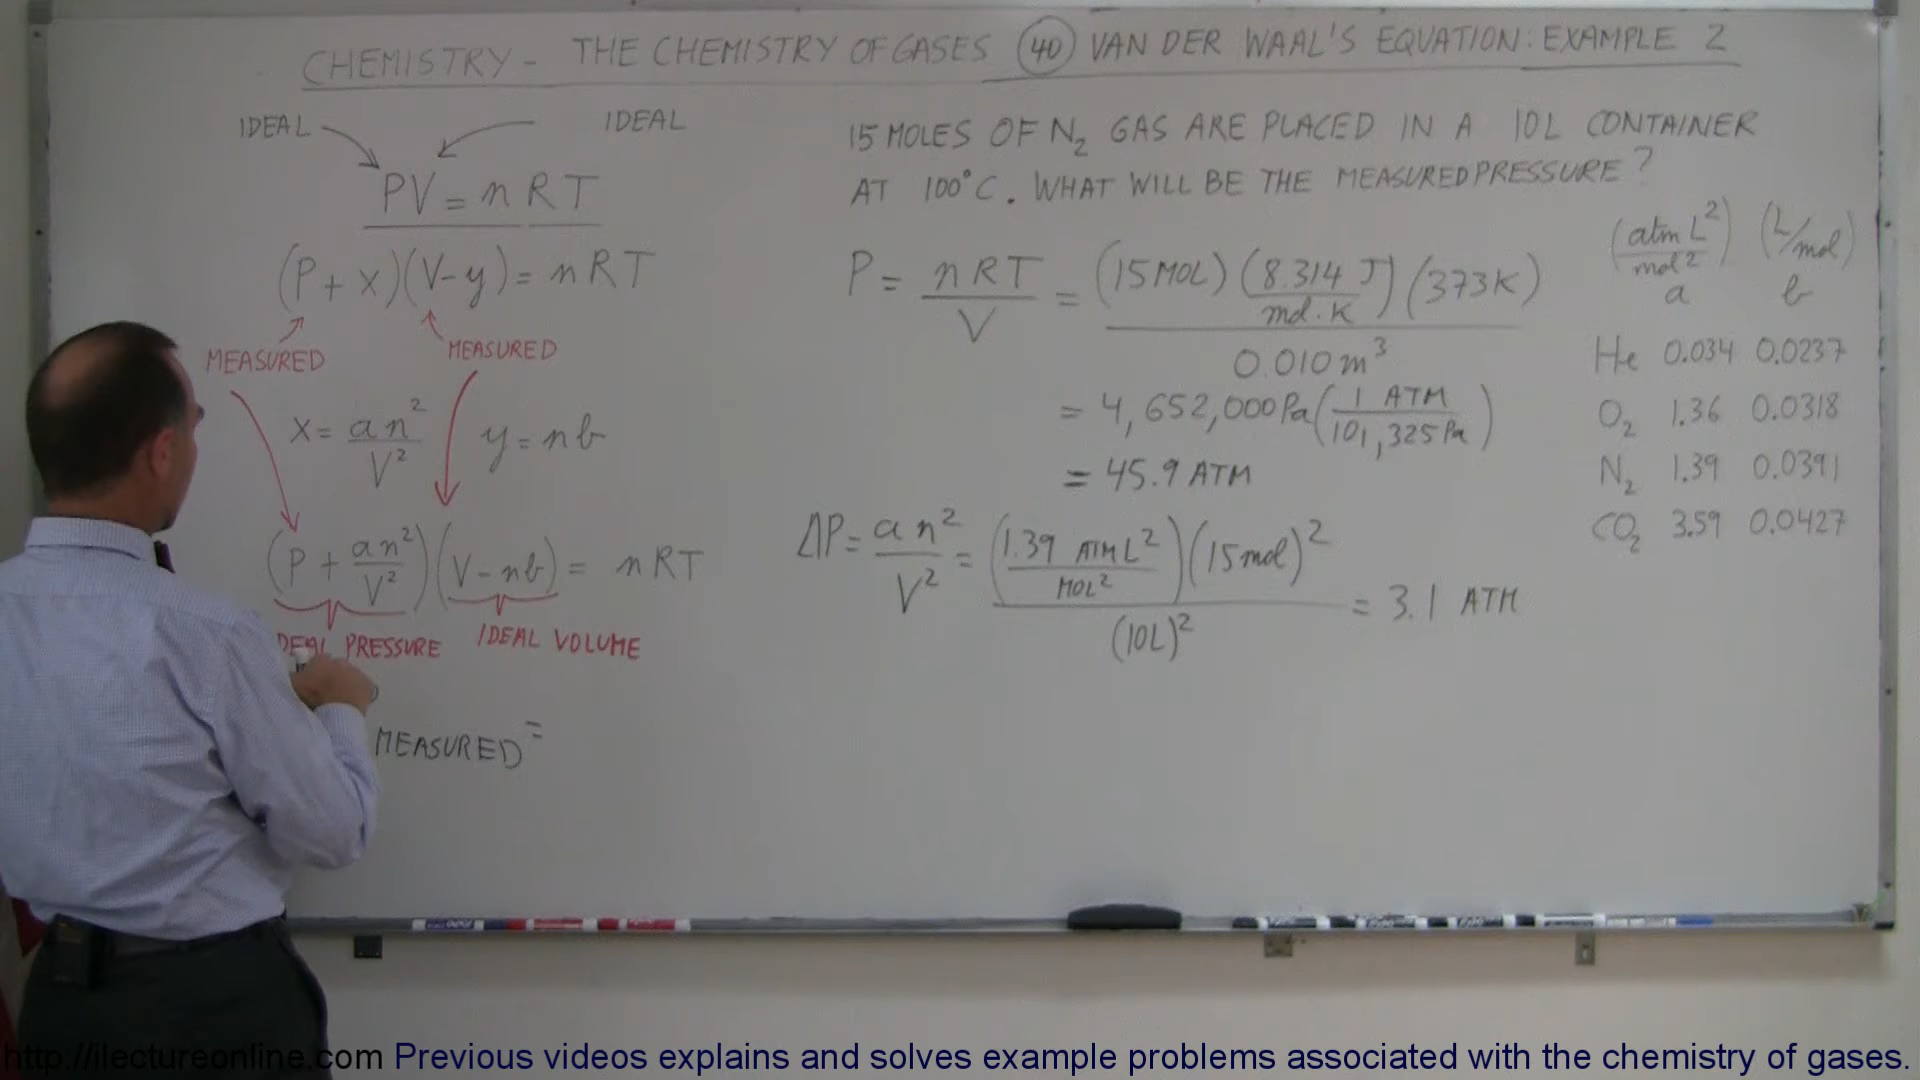 CHEMISTRY - THE CHEMISTRY OF GASES 40 VAN DER WAAL'S EQUATION: EXAMPLE 2
IDEAL IDEAL
PV = nRT
(P + x)(V - y) = nRT
MEASURED MEASURED
x = an²/V² y = nb
(P + an²/V²)(V - nb) = nRT
DEAL PRESSURE IDEAL VOLUME
MEASURED =
15 MOLES OF N₂ GAS ARE PLACED IN A 10L CONTAINER
AT 100°C. WHAT WILL BE THE MEASURED PRESSURE?
P = nRT/V = (15 MOL)(8.314 J/mol·K)(373K)/0.010 m³
= 4,652,000 Pa (1 ATM/101,325 Pa)
= 45.9 ATM
ΔP = an²/V² = (1.39 ATM L²/MOL²)(15 mol)²/(10L)² = 3.1 ATM
(atm L²/mol²) (L/mol)
a b
He 0.034 0.0237
O₂ 1.36 0.0318
N₂ 1.39 0.0391
CO₂ 3.59 0.0427
http://ilectureonline.com Previous videos explains and solves example problems associated with the chemistry of gases.